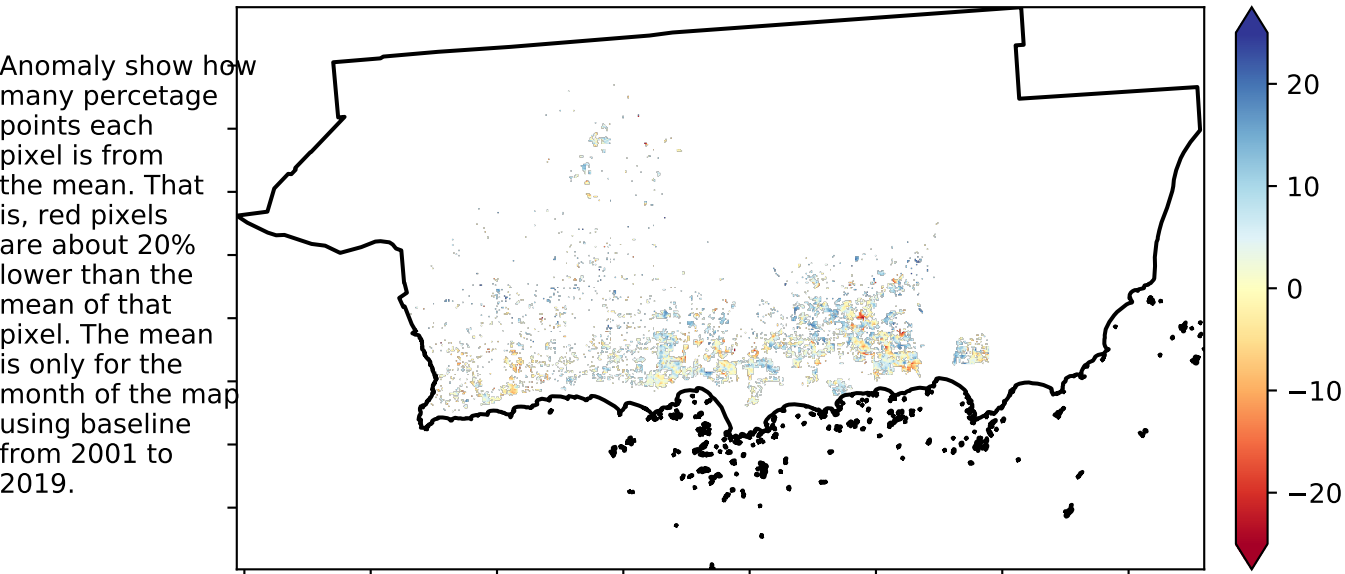 Anomaly show how
many percetage
points each
pixel is from
the mean. That
is, red pixels
are about 20%
lower than the
mean of that
pixel. The mean
is only for the
month of the map
using baseline
from 2001 to
2019.
20
10
0
−10
−20